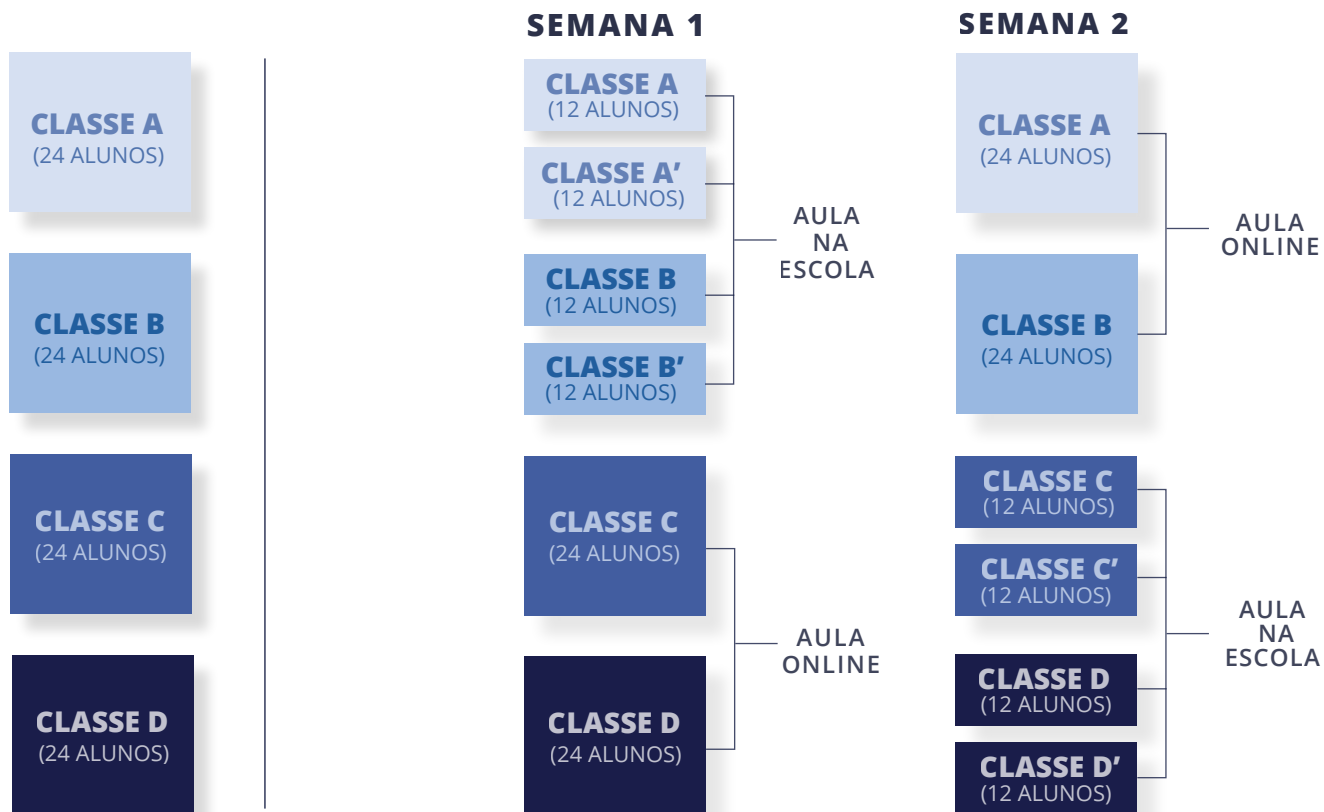 CLASSE A
(24 ALUNOS)
CLASSE B
(24 ALUNOS)
CLASSE C
(24 ALUNOS)
CLASSE D
(24 ALUNOS)
SEMANA 1
CLASSE A
(12 ALUNOS)
CLASSE A’
(12 ALUNOS)
CLASSE B
(12 ALUNOS)
CLASSE B’
(12 ALUNOS)
AULA
NA
ESCOLA
CLASSE C
(24 ALUNOS)
CLASSE D
(24 ALUNOS)
AULA
ONLINE
SEMANA 2
CLASSE A
(24 ALUNOS)
CLASSE B
(24 ALUNOS)
AULA
ONLINE
CLASSE C
(12 ALUNOS)
CLASSE C’
(12 ALUNOS)
CLASSE D
(12 ALUNOS)
CLASSE D’
(12 ALUNOS)
AULA
NA
ESCOLA